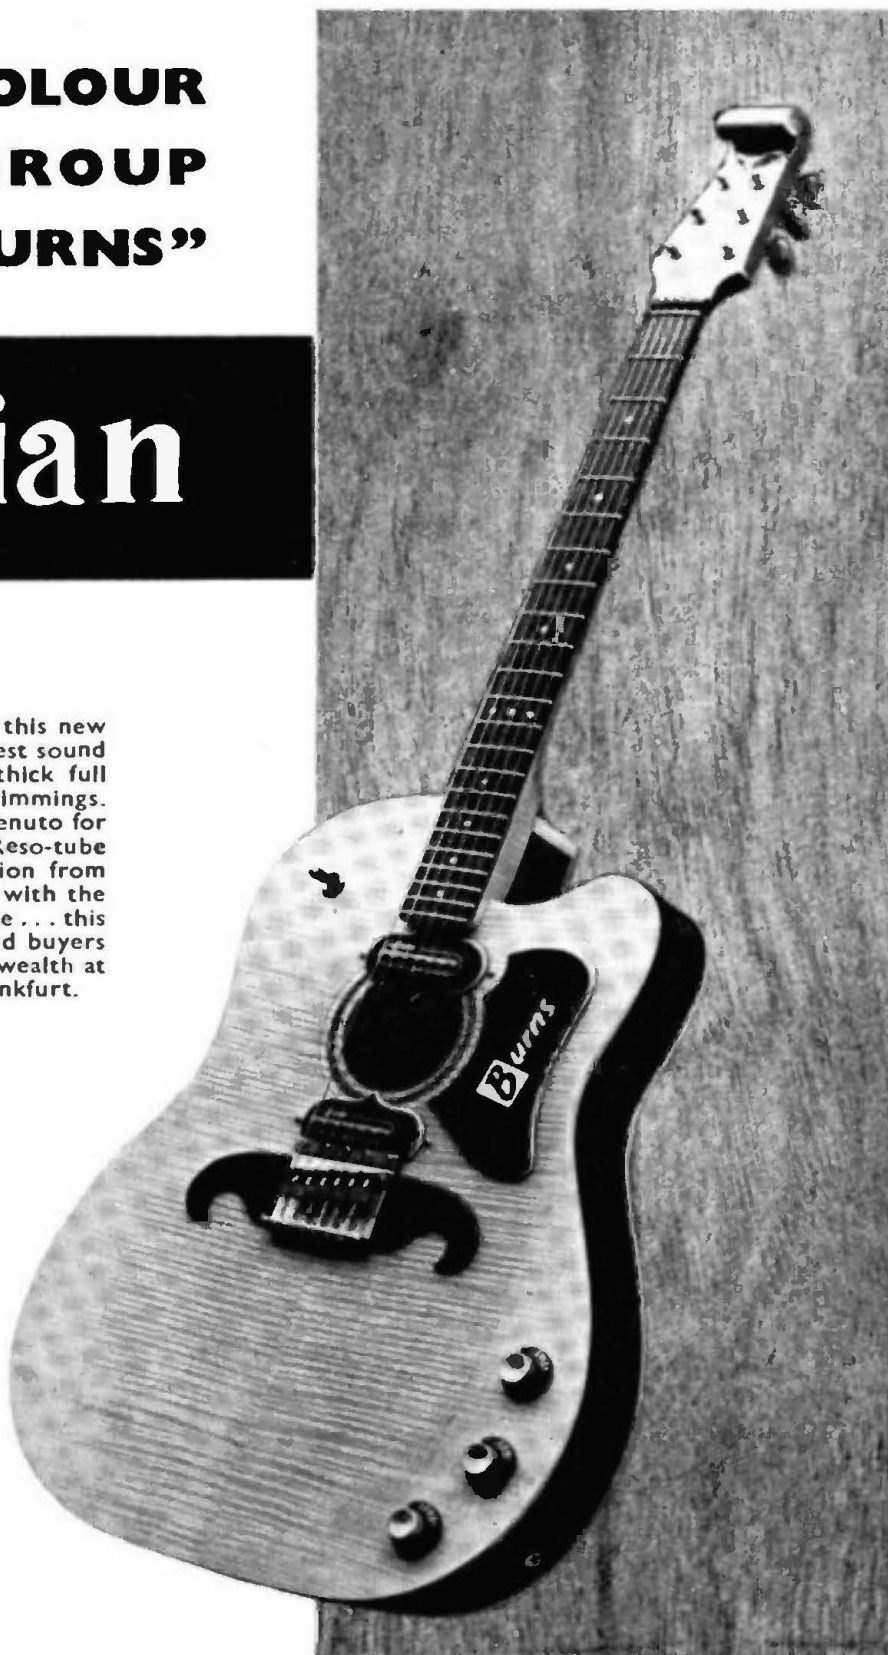 OLOUR
ROUP
URNS”
ian
this new
est sound
thick full
immings.
enuto for
Reso-tube
ion from
with the
e . . . this
d buyers
wealth at
nkfurt.
Burns